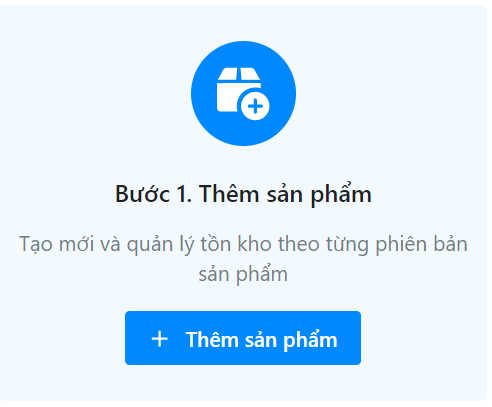 Bước 1. Thêm sản phẩm
Tạo mới và quản lý tồn kho theo từng phiên bản
sản phẩm
+ Thêm sản phẩm